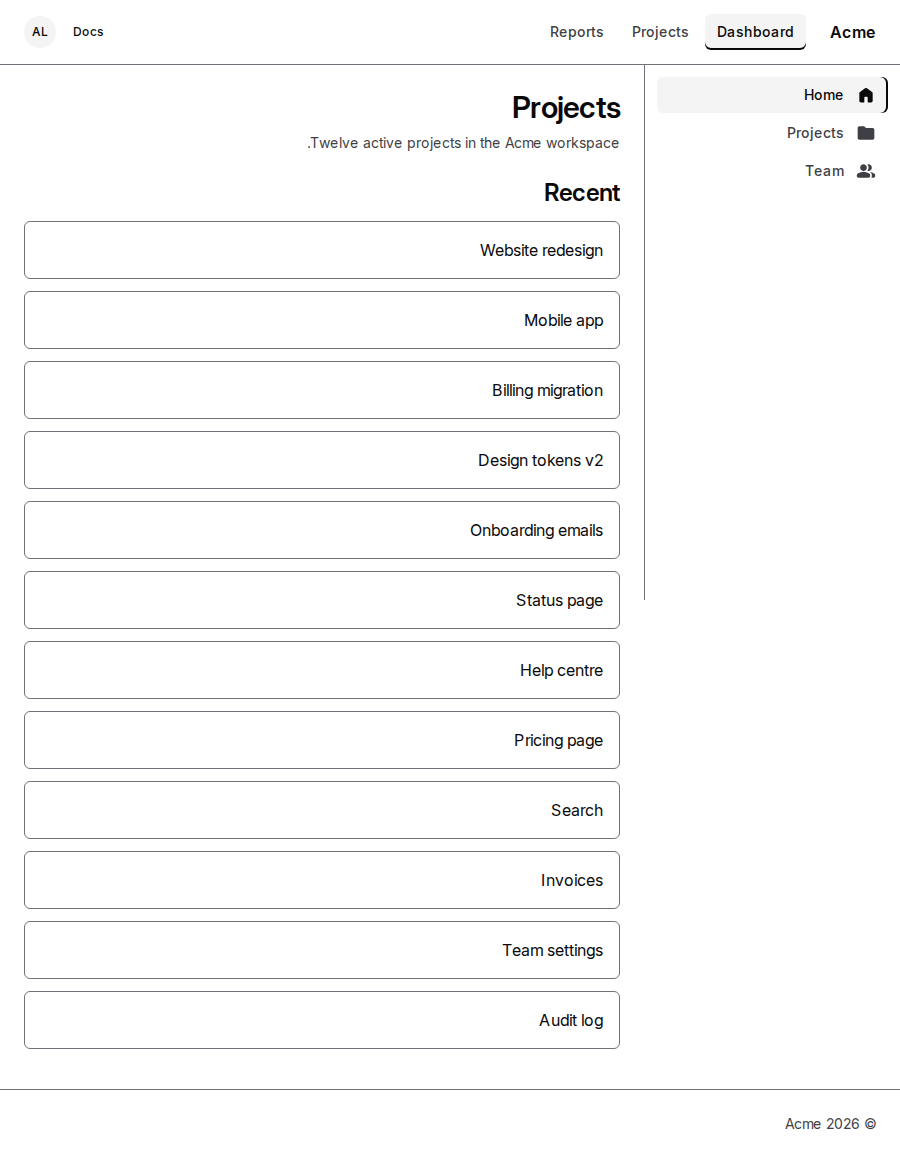 Acme
Dashboard
Projects
Reports
Docs
AL
Home
Projects
Team
Projects
.Twelve active projects in the Acme workspace
Recent
Website redesign
Mobile app
Billing migration
Design tokens v2
Onboarding emails
Status page
Help centre
Pricing page
Search
Invoices
Team settings
Audit log
Acme 2026 ©